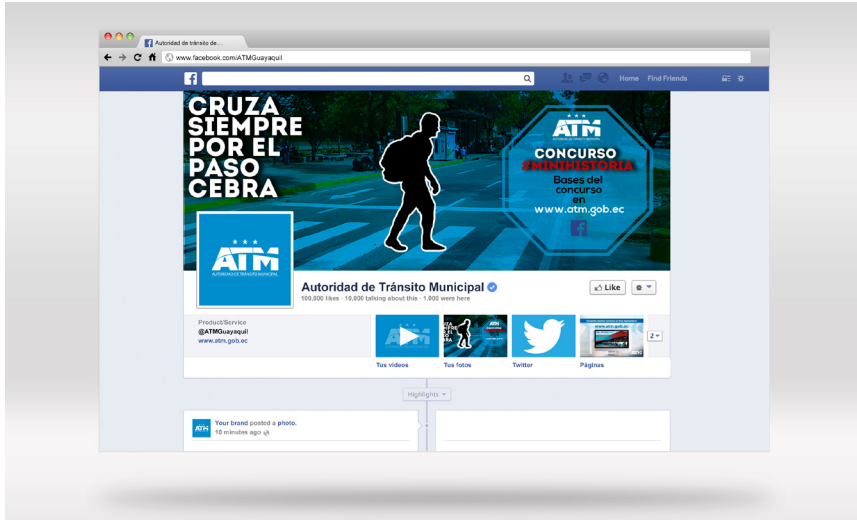 Autoridad de tránsito de...
www.facebook.com/ATMGuayaquil
f
Home Find Friends
CRUZA
SIEMPRE
POR EL
PASO
CEBRA
ATM
CONCURSO
#MINIHISTORIA
Bases del
concurso
en
www.atm.gob.ec
f
ATM
AUTORIDAD DE TRÁNSITO MUNICIPAL
Autoridad de Tránsito Municipal
100,000 likes · 10,000 talking about this · 1,000 were here
Like
Product/Service
@ATMGuayaquil
www.atm.gob.ec
ATM
2
Tus videos
Tus fotos
Twitter
Páginas
Highlights
ATM
Your brand posted a photo.
10 minutes ago